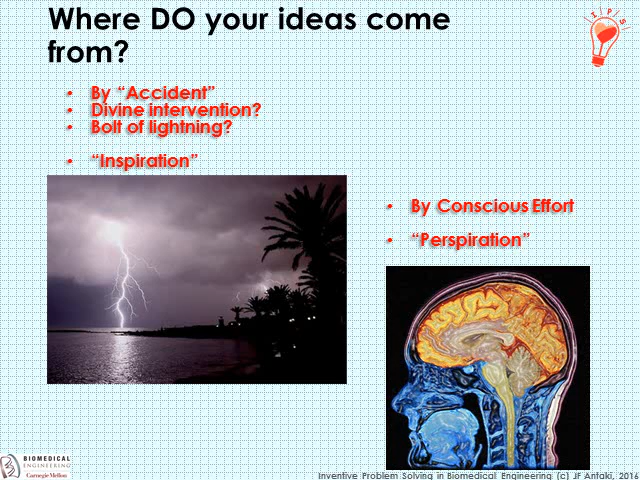 Where DO your ideas come
from?
I P S
• By “Accident”
• Divine intervention?
• Bolt of lightning?
• “Inspiration”
• By Conscious Effort
• “Perspiration”
BIOMEDICAL
ENGINEERING
Carnegie Mellon
Inventive Problem Solving in Biomedical Engineering (c) JF Antaki, 2016